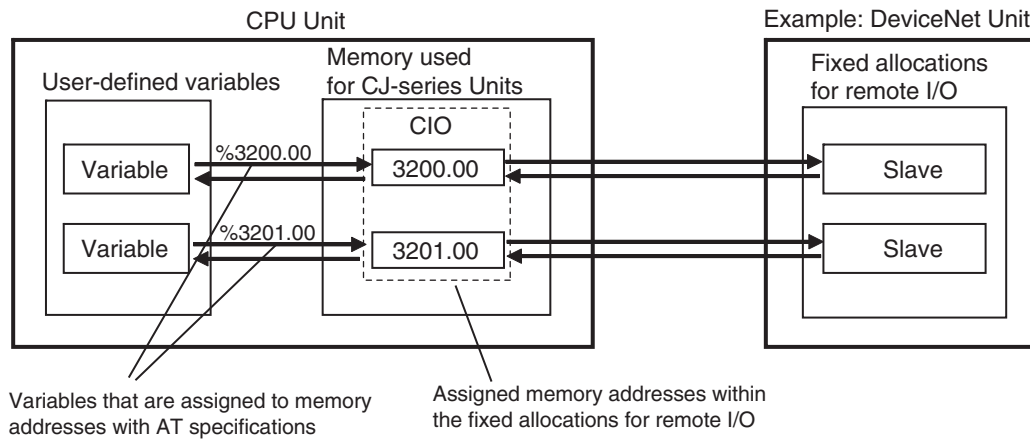 CPU Unit
Example: DeviceNet Unit
User-defined variables
Memory used
for CJ-series Units
Fixed allocations
for remote I/O
CIO
Variable
%3200.00
3200.00
Slave
Variable
%3201.00
3201.00
Slave
Variables that are assigned to memory
addresses with AT specifications
Assigned memory addresses within
the fixed allocations for remote I/O